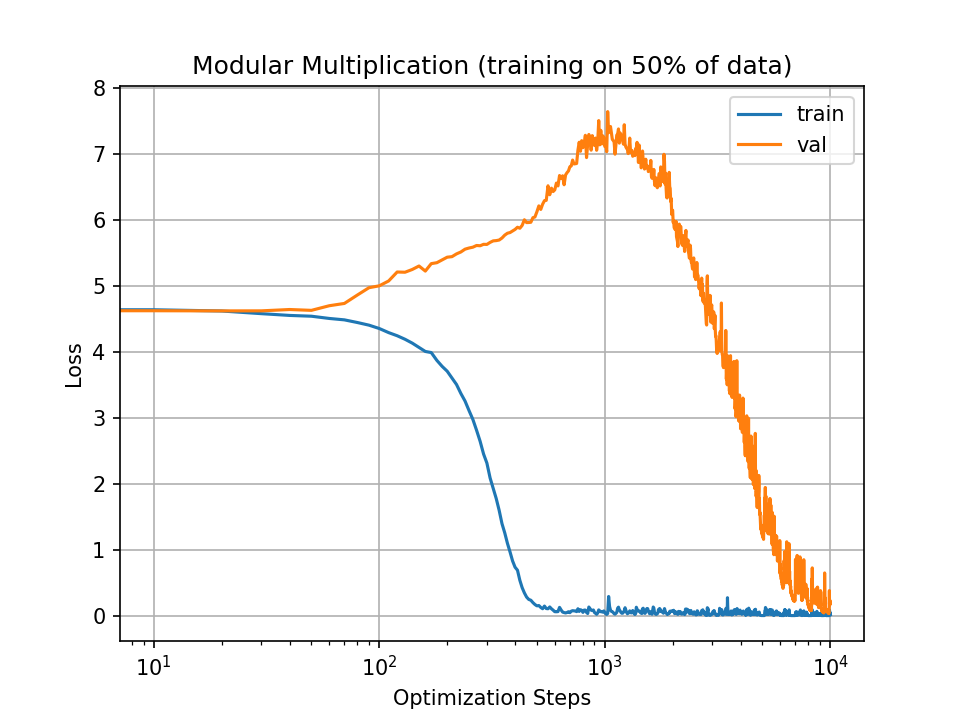 Modular Multiplication (training on 50% of data)
train
val
8
7
6
5
4
3
2
1
0
Loss
10¹ 10² 10³ 10⁴
Optimization Steps